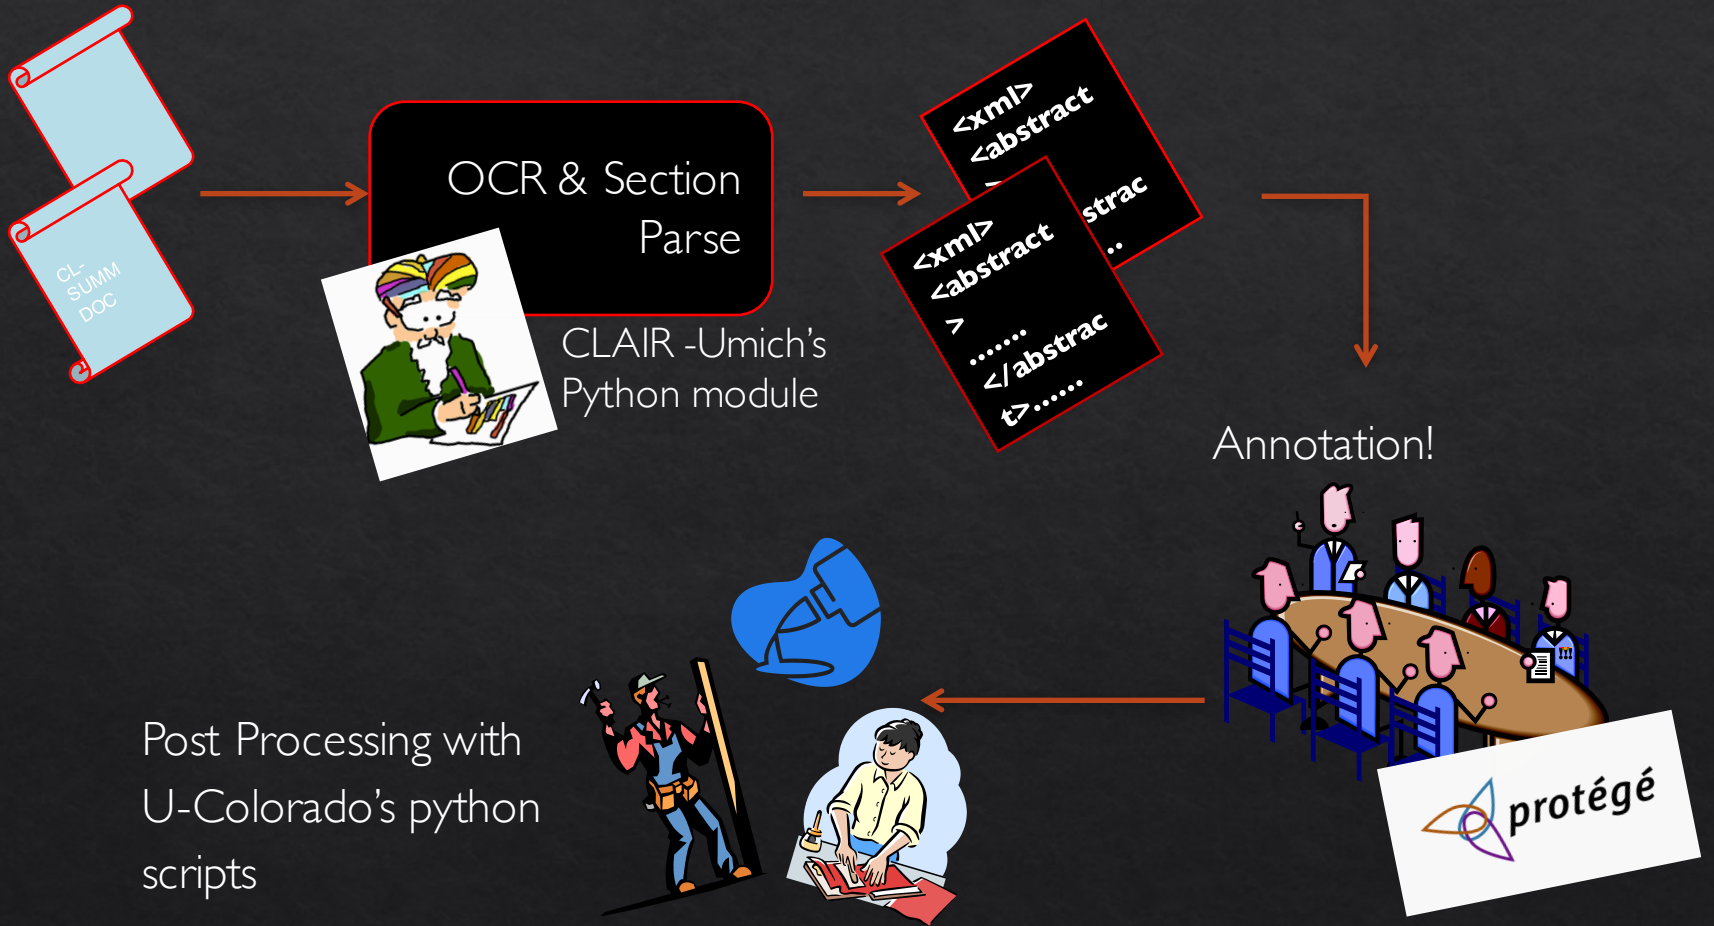 CL-
SUMM
DOC
OCR & Section
Parse
CLAIR -Umich's
Python module
<xml>
<abstract
>
strac
..
<xml>
<abstract
>
.......
</abstrac
t>......
Annotation!
protégé
Post Processing with
U-Colorado's python
scripts